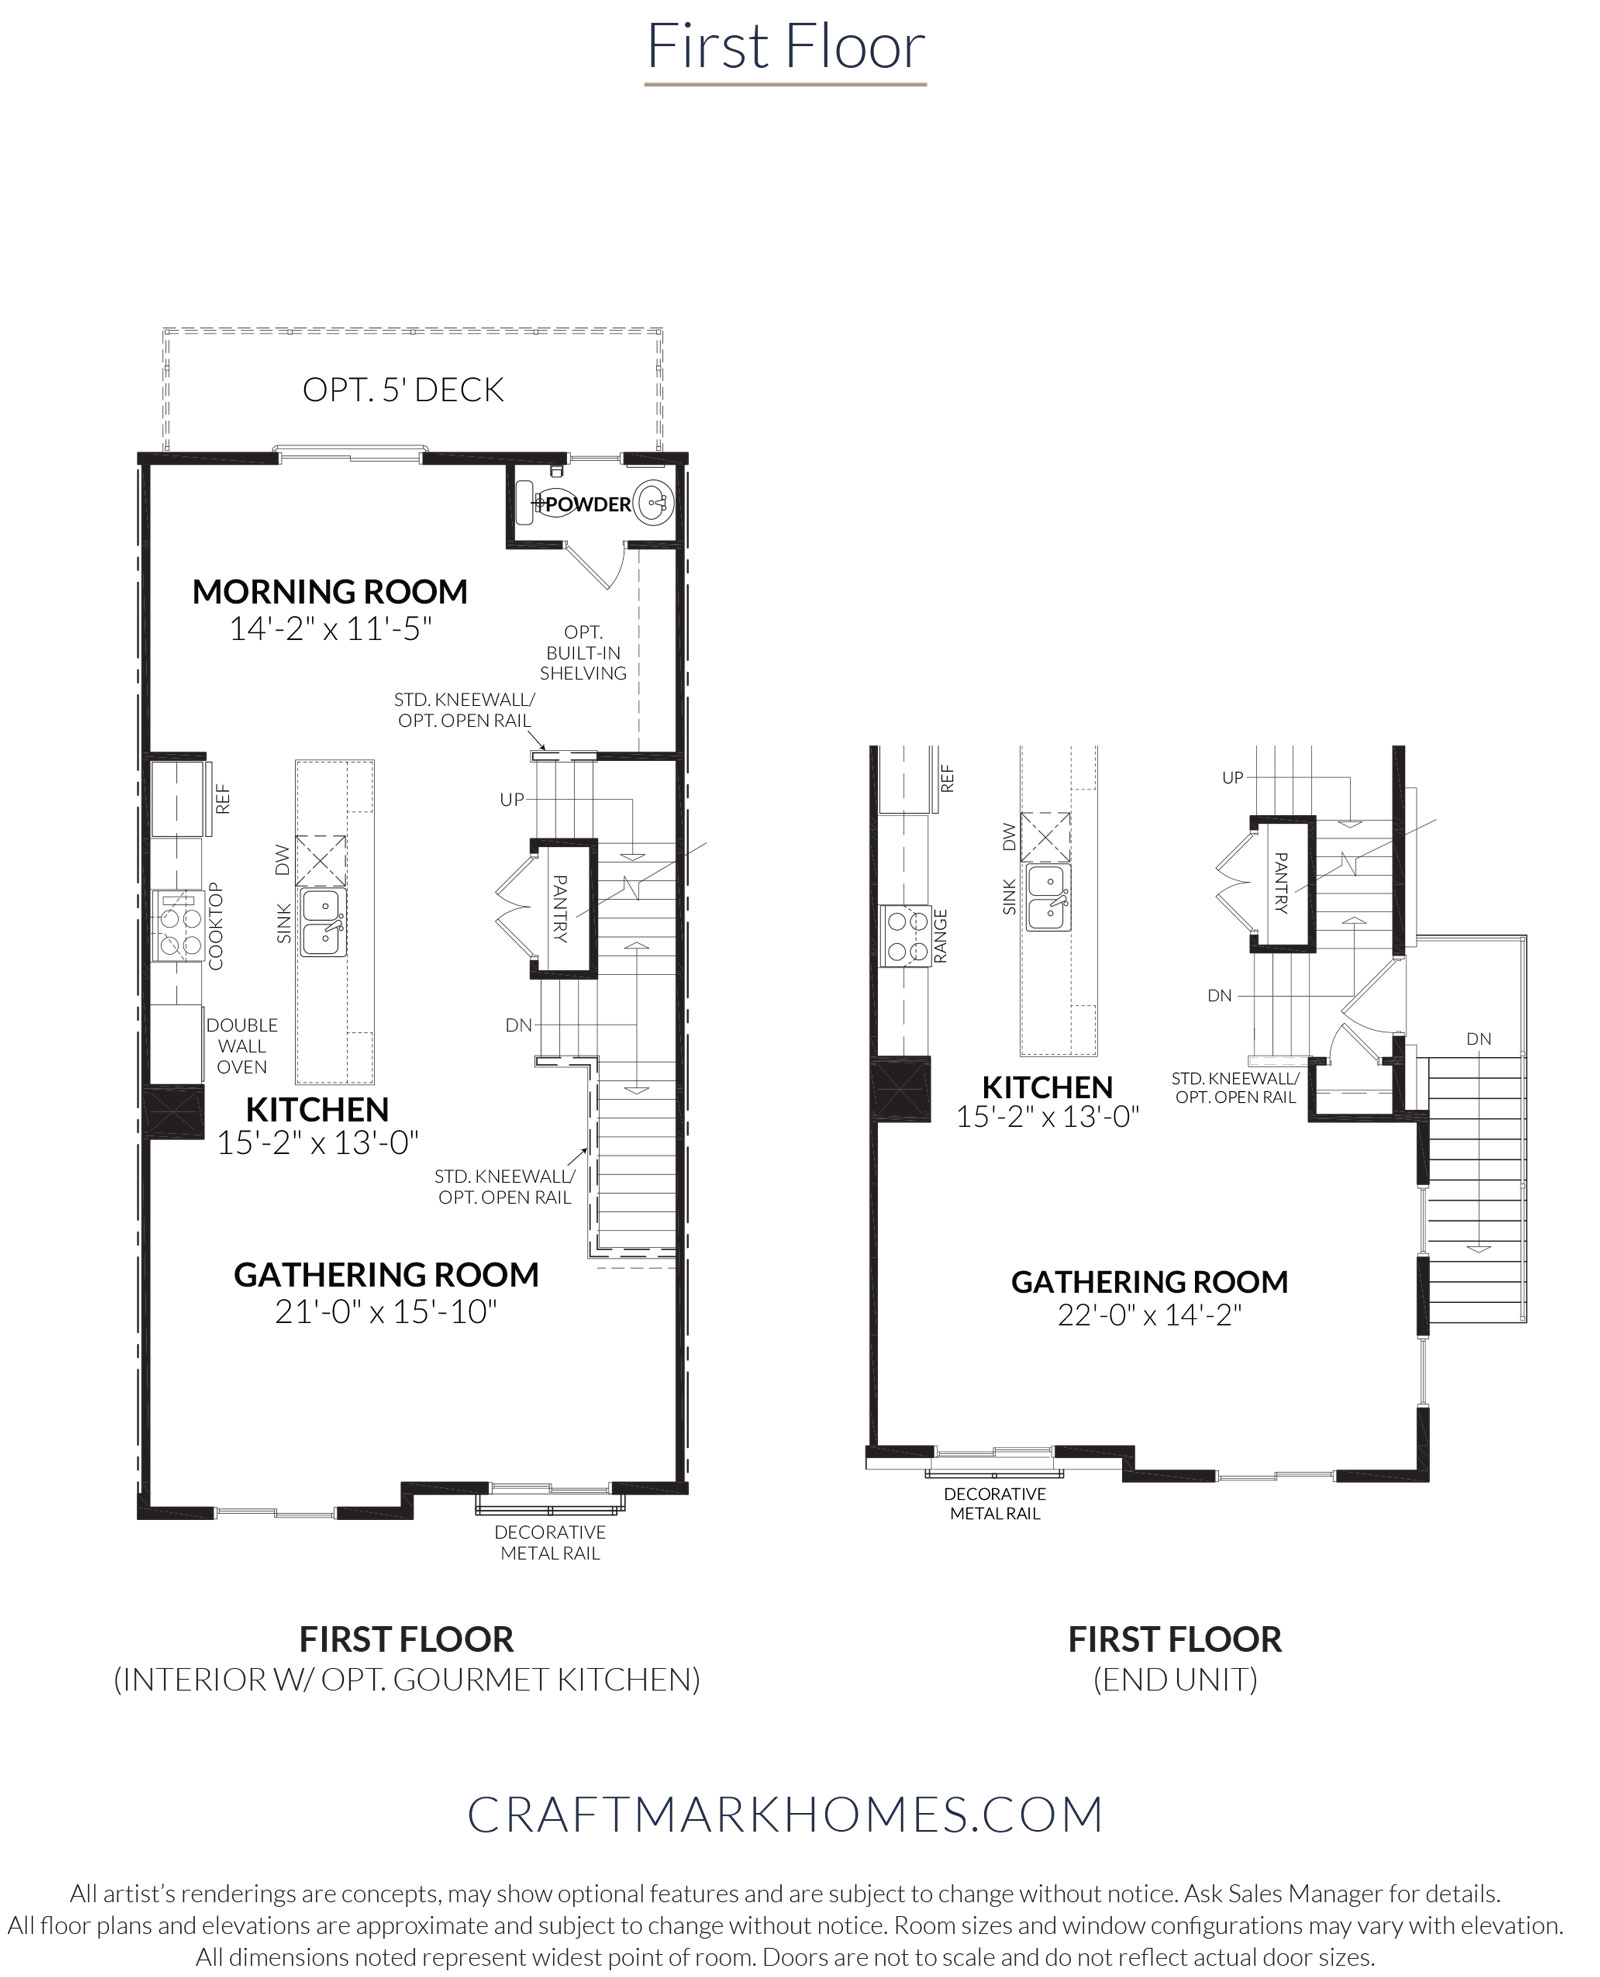 First Floor
OPT. 5' DECK
POWDER
MORNING ROOM
14'-2" x 11'-5"
OPT.
BUILT-IN
SHELVING
STD. KNEEWALL/
OPT. OPEN RAIL
REF
UP
DW
SINK
COOKTOP
PANTRY
DOUBLE
WALL
OVEN
DN
KITCHEN
15'-2" x 13'-0"
STD. KNEEWALL/
OPT. OPEN RAIL
GATHERING ROOM
21'-0" x 15'-10"
DECORATIVE
METAL RAIL
FIRST FLOOR
(INTERIOR W/ OPT. GOURMET KITCHEN)
REF
UP
DW
SINK
RANGE
PANTRY
DN
DN
KITCHEN
15'-2" x 13'-0"
STD. KNEEWALL/
OPT. OPEN RAIL
GATHERING ROOM
22'-0" x 14'-2"
DECORATIVE
METAL RAIL
FIRST FLOOR
(END UNIT)
CRAFTMARKHOMES.COM
All artist’s renderings are concepts, may show optional features and are subject to change without notice. Ask Sales Manager for details.
All floor plans and elevations are approximate and subject to change without notice. Room sizes and window configurations may vary with elevation.
All dimensions noted represent widest point of room. Doors are not to scale and do not reflect actual door sizes.